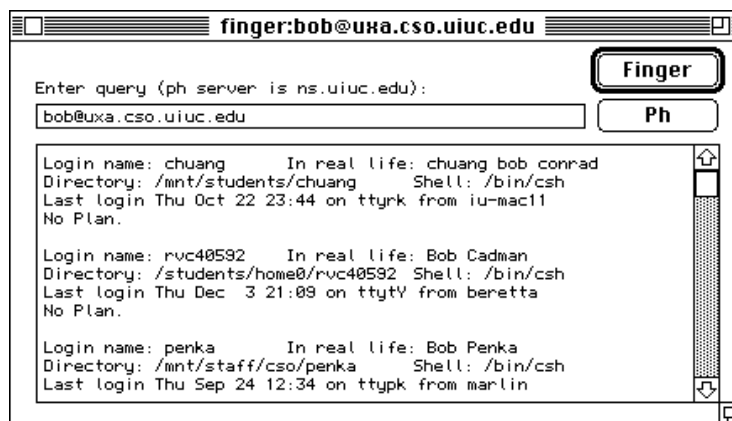 finger:bob@uxa.cso.uiuc.edu
Finger
Enter query (ph server is ns.uiuc.edu):
bob@uxa.cso.uiuc.edu
Ph
Login name: chuang In real life: chuang bob conrad
Directory: /mnt/students/chuang Shell: /bin/csh
Last login Thu Oct 22 23:44 on ttyrk from iu-mac11
No Plan.
Login name: rvc40592 In real life: Bob Cadman
Directory: /students/home0/rvc40592 Shell: /bin/csh
Last login Thu Dec 3 21:09 on ttytY from beretta
No Plan.
Login name: penka In real life: Bob Penka
Directory: /mnt/staff/cso/penka Shell: /bin/csh
Last login Thu Sep 24 12:34 on ttypk from marlin